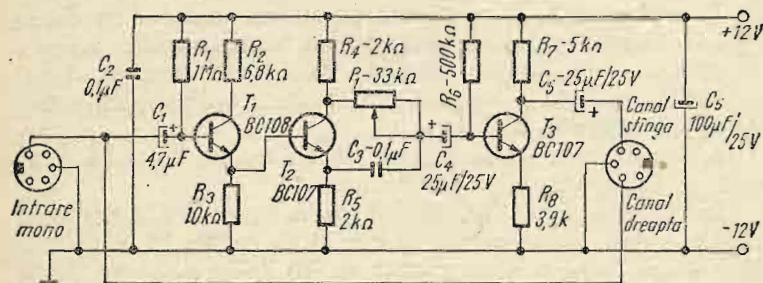 C2
0,1µF
R1
1MΩ
R2
6,8kΩ
R4-2kΩ
P1-33kΩ
R6-500kΩ
R7-5kΩ
C5-25µF/25V
+12V
C1
+
4,7µF
T1
BC108
T2
BC107
C3-0,1µF
+
C4
25µF/25V
T3
BC107
+
Canal
stînga
C6
100µF/
25V
Intrare
mono
R3
10kΩ
R5
2kΩ
R8
3,9k
Canal
dreapta
-12V